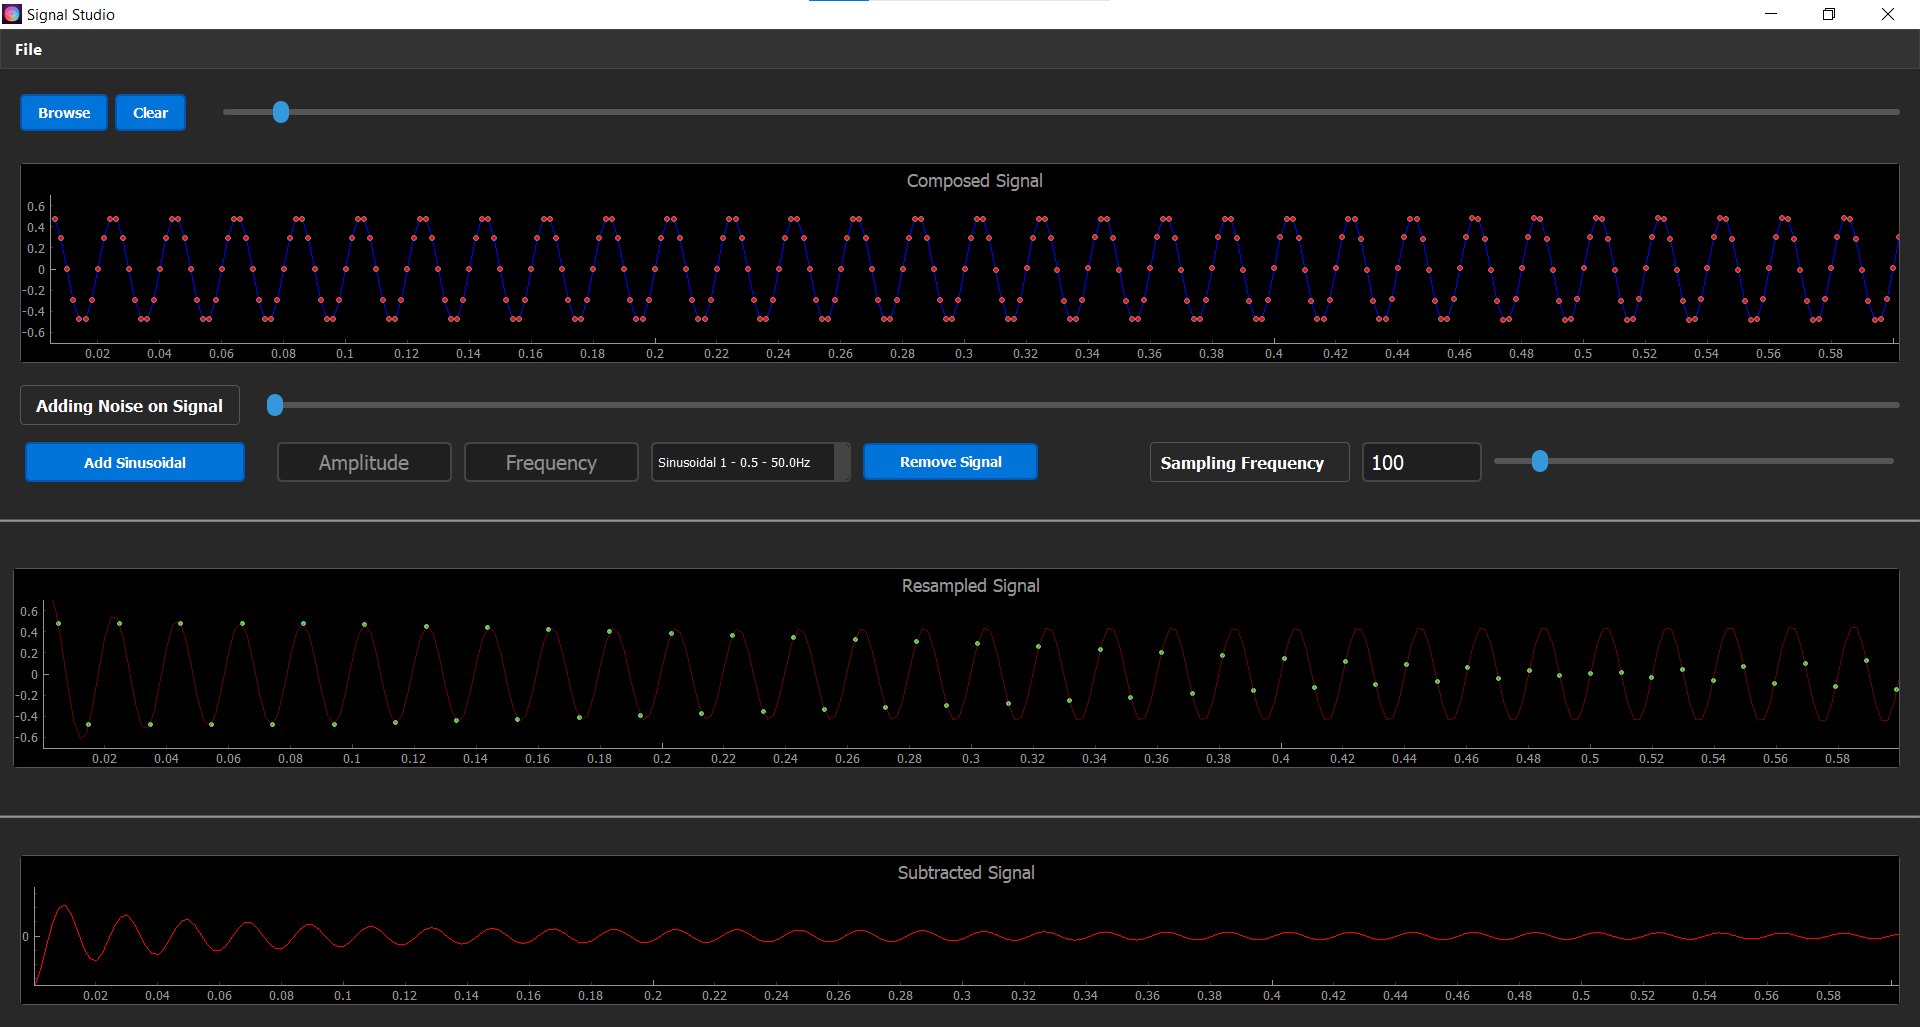 Signal Studio
File
Browse Clear
Composed Signal
0.6
0.4
0.2
0
-0.2
-0.4
-0.6
0.02 0.04 0.06 0.08 0.1 0.12 0.14 0.16 0.18 0.2 0.22 0.24 0.26 0.28 0.3 0.32 0.34 0.36 0.38 0.4 0.42 0.44 0.46 0.48 0.5 0.52 0.54 0.56 0.58
Adding Noise on Signal
Add Sinusoidal Amplitude Frequency Sinusoidal 1 - 0.5 - 50.0Hz Remove Signal Sampling Frequency 100
Resampled Signal
0.6
0.4
0.2
0
-0.2
-0.4
-0.6
0.02 0.04 0.06 0.08 0.1 0.12 0.14 0.16 0.18 0.2 0.22 0.24 0.26 0.28 0.3 0.32 0.34 0.36 0.38 0.4 0.42 0.44 0.46 0.48 0.5 0.52 0.54 0.56 0.58
Subtracted Signal
0
0.02 0.04 0.06 0.08 0.1 0.12 0.14 0.16 0.18 0.2 0.22 0.24 0.26 0.28 0.3 0.32 0.34 0.36 0.38 0.4 0.42 0.44 0.46 0.48 0.5 0.52 0.54 0.56 0.58